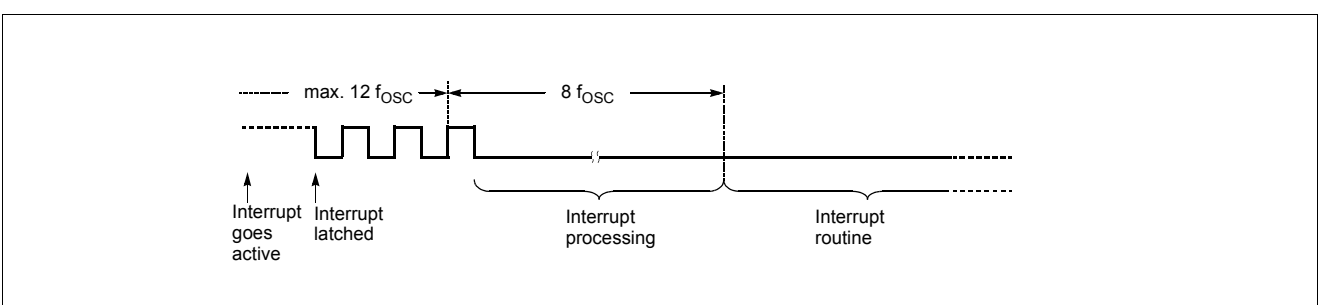 max. 12 fOSC
8 fOSC
Interrupt
goes
active
Interrupt
latched
Interrupt
processing
Interrupt
routine